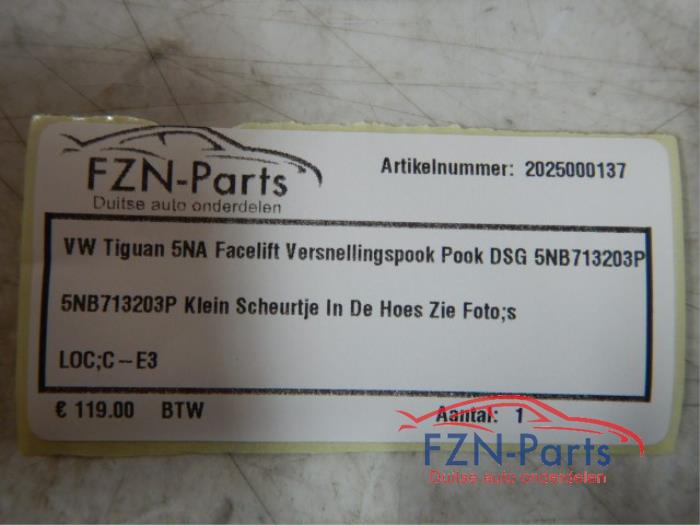 FZN-Parts
Duitse auto onderdelen
Artikelnummer: 2025000137
VW Tiguan 5NA Facelift Versnellingspook Pook DSG 5NB713203P
5NB713203P Klein Scheurtje In De Hoes Zie Foto;s
LOC;C--E3
€ 119.00 BTW
Aantal: 1
FZN-Parts
Duitse auto onderdelen